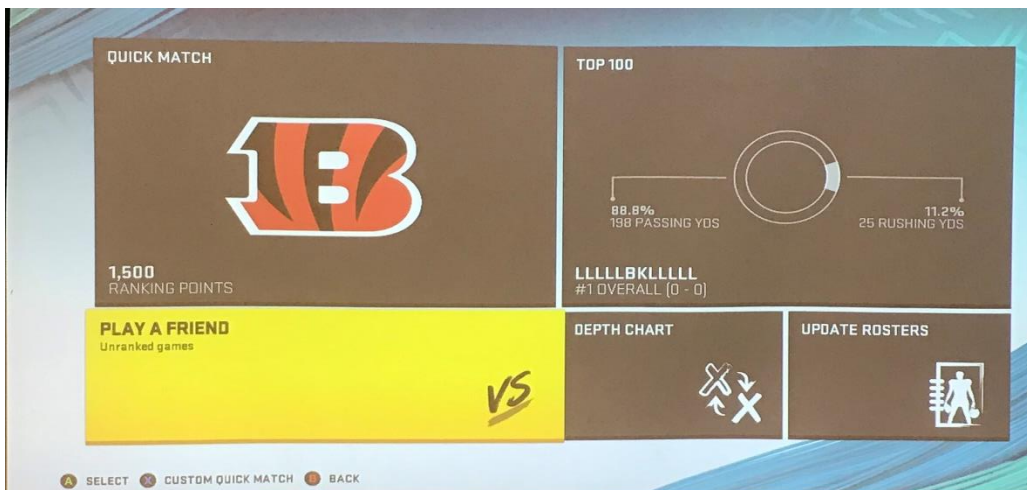 QUICK MATCH
B
1,500
RANKING POINTS
TOP 100
88.8%
198 PASSING YDS
11.2%
25 RUSHING YDS
LLLLLBKLLLLL
#1 OVERALL (0 - 0)
PLAY A FRIEND
Unranked games
VS
DEPTH CHART
UPDATE ROSTERS
A SELECT X CUSTOM QUICK MATCH B BACK